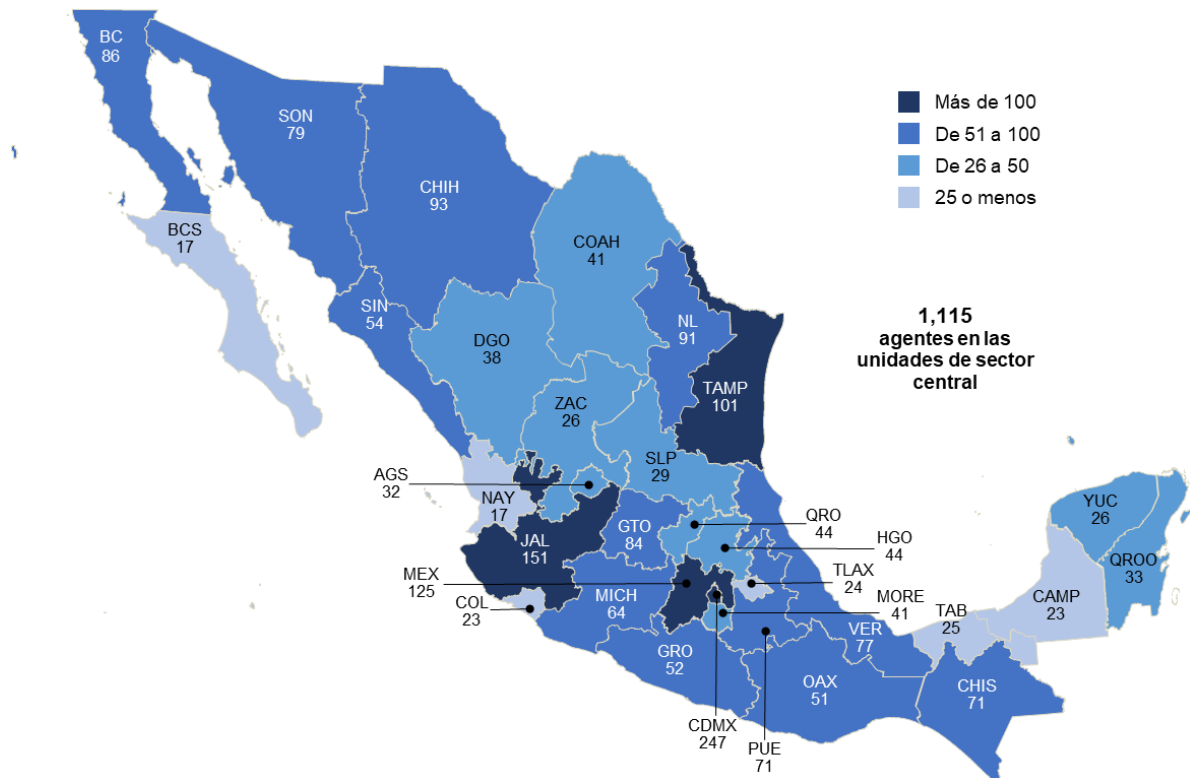 BC
86
SON
79
CHIH
93
BCS
17
COAH
41
SIN
54
DGO
38
NL
91
TAMP
101
ZAC
26
SLP
29
AGS
32
NAY
17
JAL
151
GTO
84
QRO
44
HGO
44
MEX
125
TLAX
24
COL
23
MICH
64
MORE
41
GRO
52
VER
77
TAB
25
CAMP
23
YUC
26
QROO
33
OAX
51
CHIS
71
CDMX
247
PUE
71
Más de 100
De 51 a 100
De 26 a 50
25 o menos
1,115
agentes en las
unidades de sector
central